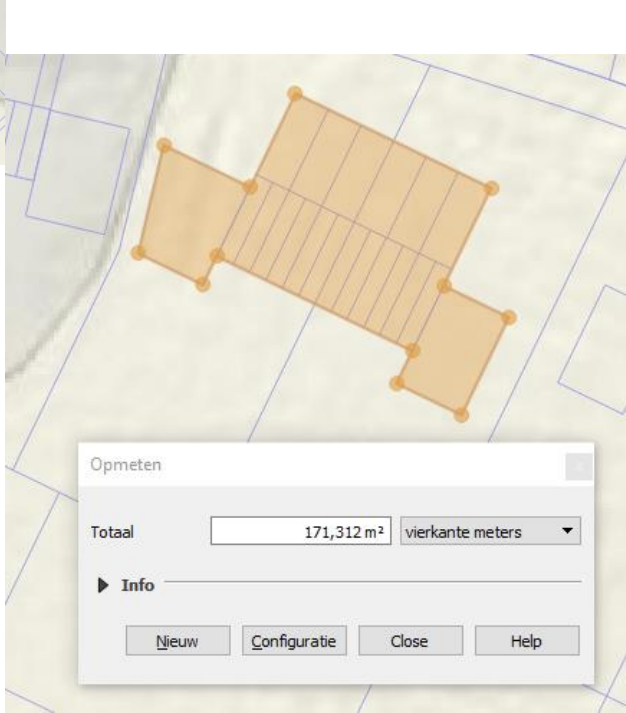 Opmeten
Totaal 171,312 m² vierkante meters
Info
Nieuw Configuratie Close Help